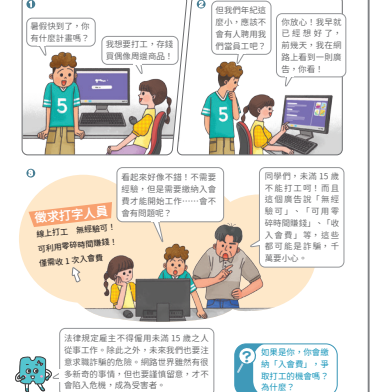 1
暑假快到了,你
有什麼計畫嗎?
我想要打工,存錢
買偶像周邊商品!
5
2
但我們年紀這
麼小,應該不
會有人聘用我
們當員工吧?
你放心!我早就
已經想好了,
前幾天,我在網
路上看到一則廣
告,你看!
5
3
看起來好像不錯!不需要
經驗,但是需要繳納入會
費才能開始工作……會不
會有問題呢?
同學們,未滿 15 歲
不能打工喲!而且
這個廣告說「無經
驗可」、「可用零
碎時間賺錢」、「收
入會費」等,這些
都可能是詐騙,千
萬要小心。
徵求打字人員
線上打工 無經驗可!
可利用零碎時間賺錢!
僅需收 1 次入會費
法律規定雇主不得僱用未滿 15 歲之人
從事工作。除此之外,未來我們也要注
意求職詐騙的危險。網路世界雖然有很
多新奇的事情,但也要謹慎留意,才不
會陷入危機,成為受害者。
?
如果是你,你會繳
納「入會費」,爭
取打工的機會嗎?
為什麼?